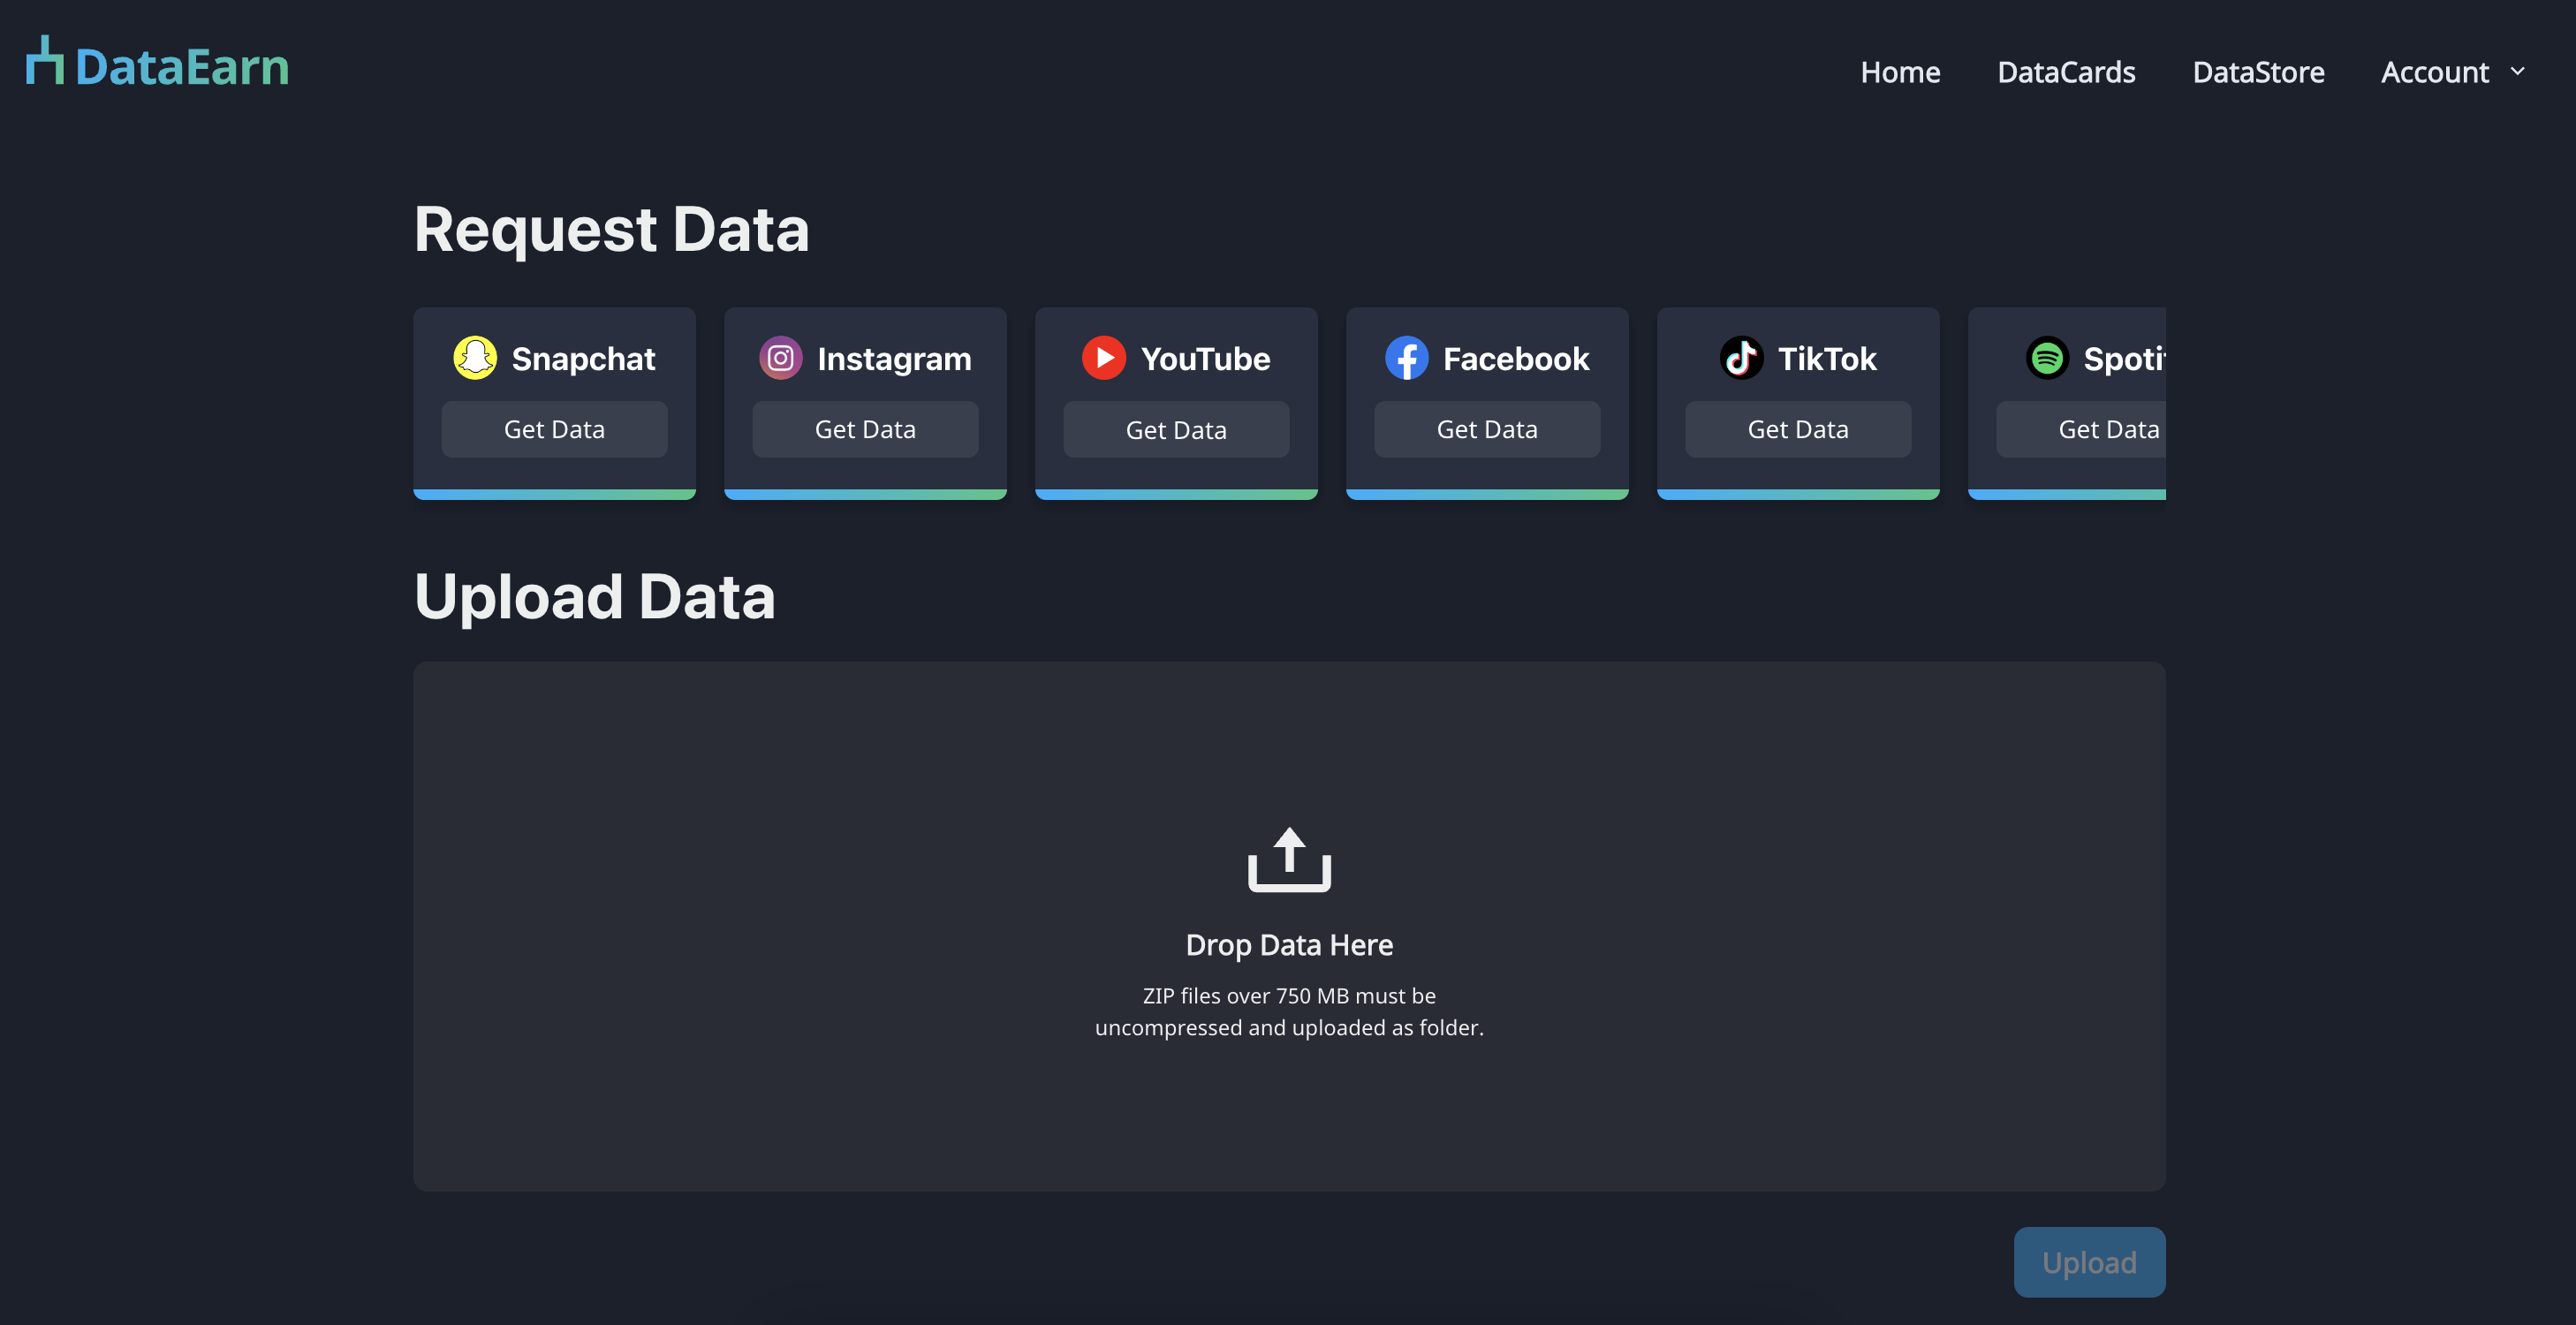 DataEarn
Home DataCards DataStore Account
Request Data
Snapchat Instagram YouTube Facebook TikTok
Get Data Get Data Get Data Get Data Get Data Get Data
Upload Data
Drop Data Here
ZIP files over 750 MB must be
uncompressed and uploaded as folder.
Upload